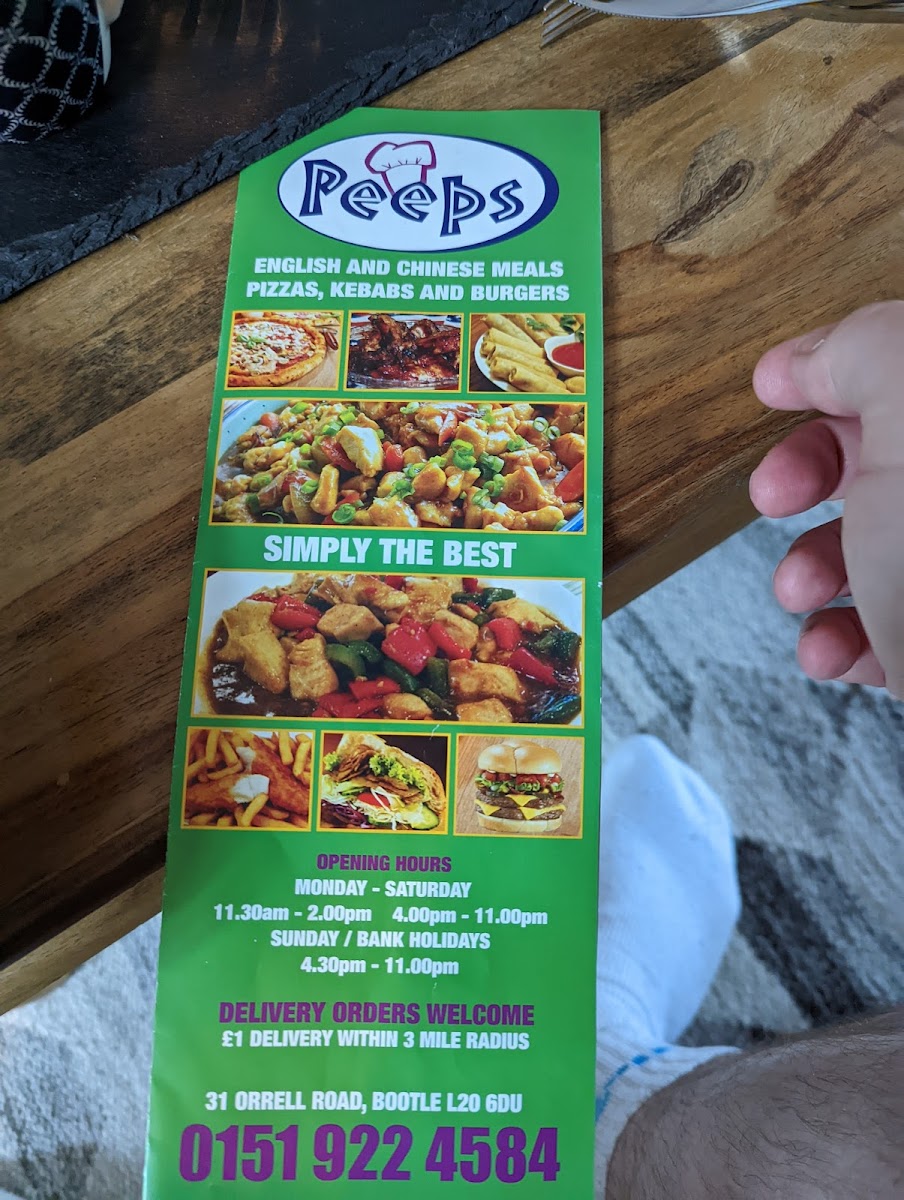 Peeps
ENGLISH AND CHINESE MEALS
PIZZAS, KEBABS AND BURGERS
SIMPLY THE BEST
OPENING HOURS
MONDAY - SATURDAY
11.30am - 2.00pm 4.00pm - 11.00pm
SUNDAY / BANK HOLIDAYS
4.30pm - 11.00pm
DELIVERY ORDERS WELCOME
£1 DELIVERY WITHIN 3 MILE RADIUS
31 ORRELL ROAD, BOOTLE L20 6DU
0151 922 4584